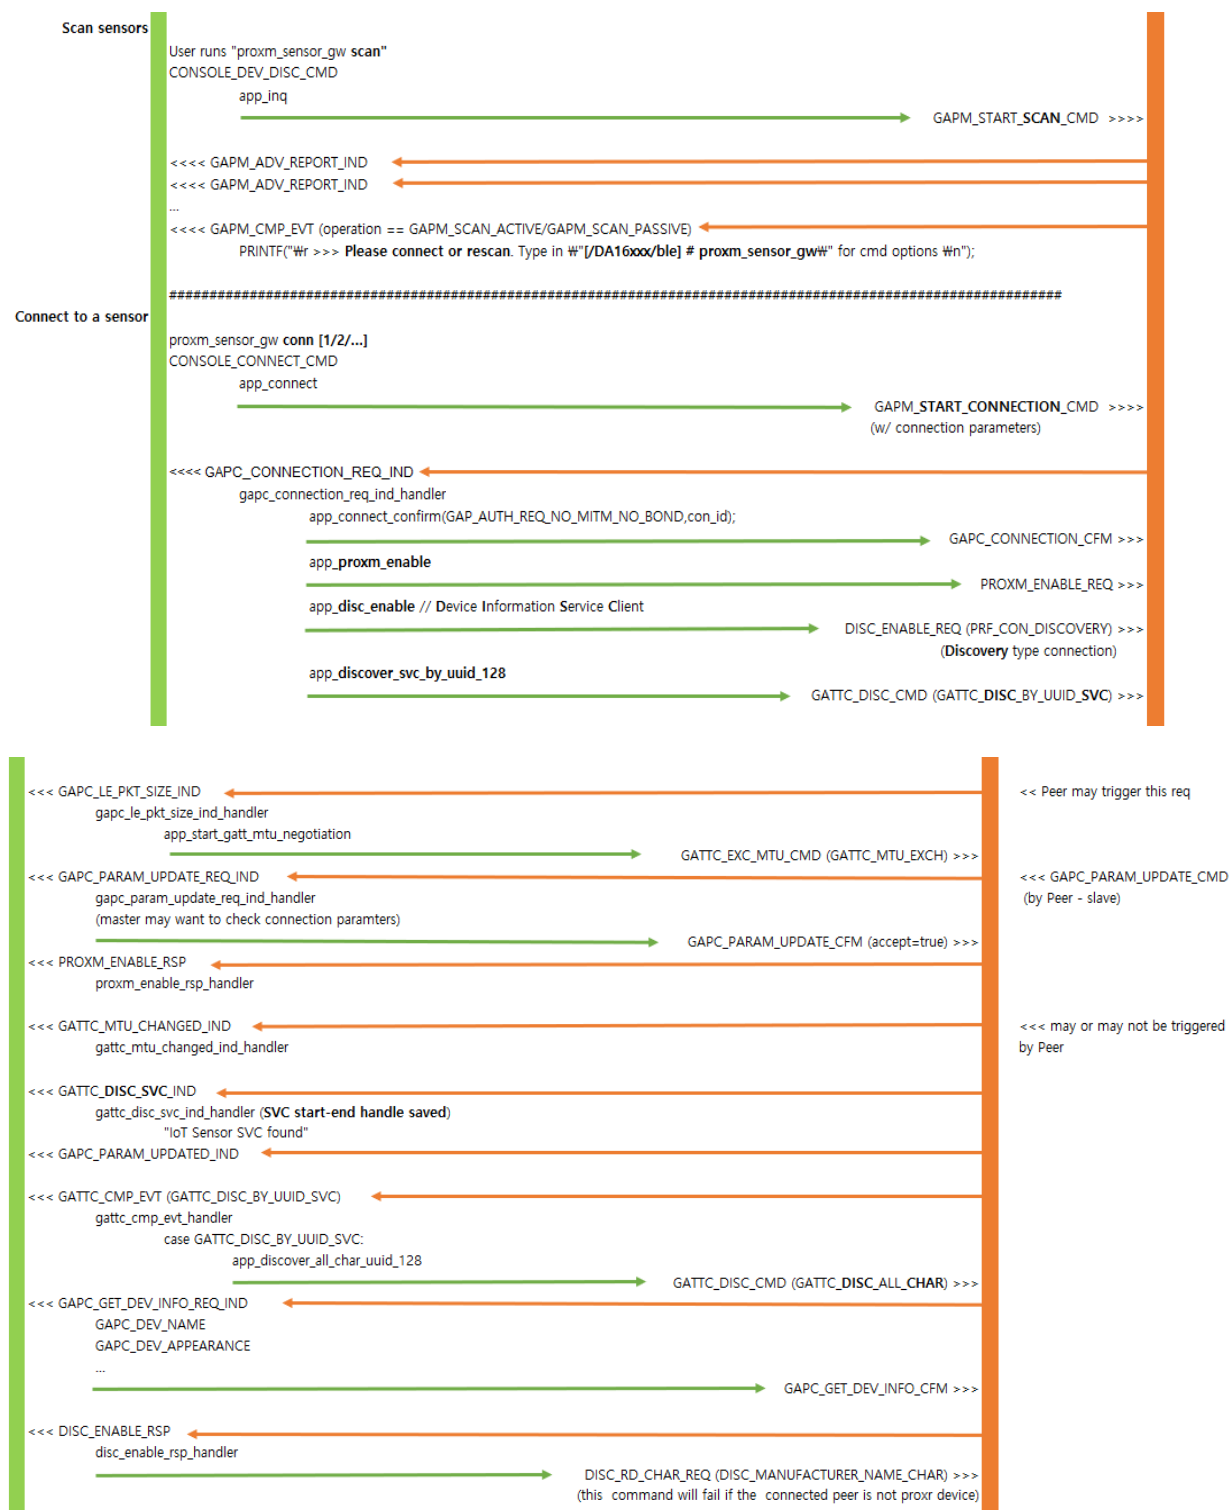 Scan sensors
User runs "proxm_sensor_gw scan"
CONSOLE_DEV_DISC_CMD
app_inq
GAPM_START_SCAN_CMD >>>>
<<<< GAPM_ADV_REPORT_IND
<<<< GAPM_ADV_REPORT_IND
...
<<<< GAPM_CMP_EVT (operation == GAPM_SCAN_ACTIVE/GAPM_SCAN_PASSIVE)
PRINTF("₩r >>> Please connect or rescan. Type in ₩"[/DA16xxx/ble] # proxm_sensor_gw₩" for cmd options ₩n");
###############################################################################################################
Connect to a sensor
proxm_sensor_gw conn [1/2/...]
CONSOLE_CONNECT_CMD
app_connect
GAPM_START_CONNECTION_CMD >>>>
(w/ connection parameters)
<<<< GAPC_CONNECTION_REQ_IND
gapc_connection_req_ind_handler
app_connect_confirm(GAP_AUTH_REQ_NO_MITM_NO_BOND,con_id);
GAPC_CONNECTION_CFM >>>
app_proxm_enable
PROXM_ENABLE_REQ >>>
app_disc_enable // Device Information Service Client
DISC_ENABLE_REQ (PRF_CON_DISCOVERY) >>>
(Discovery type connection)
app_discover_svc_by_uuid_128
GATTC_DISC_CMD (GATTC_DISC_BY_UUID_SVC) >>>
<<< GAPC_LE_PKT_SIZE_IND
<< Peer may trigger this req
gapc_le_pkt_size_ind_handler
app_start_gatt_mtu_negotiation
GATTC_EXC_MTU_CMD (GATTC_MTU_EXCH) >>>
<<< GAPC_PARAM_UPDATE_REQ_IND
<<< GAPC_PARAM_UPDATE_CMD
gapc_param_update_req_ind_handler
(by Peer - slave)
(master may want to check connection paramters)
GAPC_PARAM_UPDATE_CFM (accept=true) >>>
<<< PROXM_ENABLE_RSP
proxm_enable_rsp_handler
<<< GATTC_MTU_CHANGED_IND
<<< may or may not be triggered
gattc_mtu_changed_ind_handler
by Peer
<<< GATTC_DISC_SVC_IND
gattc_disc_svc_ind_handler (SVC start-end handle saved)
"IoT Sensor SVC found"
<<< GAPC_PARAM_UPDATED_IND
<<< GATTC_CMP_EVT (GATTC_DISC_BY_UUID_SVC)
gattc_cmp_evt_handler
case GATTC_DISC_BY_UUID_SVC:
app_discover_all_char_uuid_128
GATTC_DISC_CMD (GATTC_DISC_ALL_CHAR) >>>
<<< GAPC_GET_DEV_INFO_REQ_IND
GAPC_DEV_NAME
GAPC_DEV_APPEARANCE
...
GAPC_GET_DEV_INFO_CFM >>>
<<< DISC_ENABLE_RSP
disc_enable_rsp_handler
DISC_RD_CHAR_REQ (DISC_MANUFACTURER_NAME_CHAR) >>>
(this command will fail if the connected peer is not proxr device)